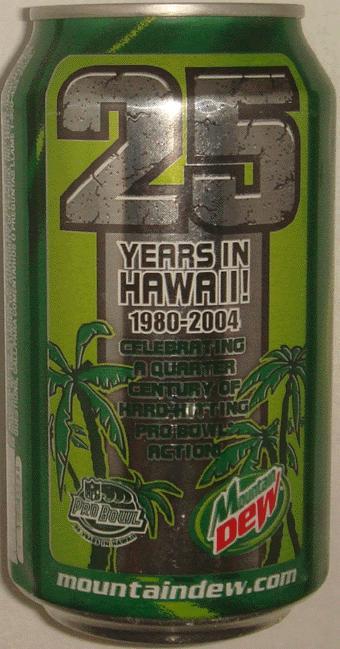 25
YEARS IN
HAWAII!
1980-2004
CELEBRATING
A QUARTER
CENTURY OF
HARD-HITTING
PRO BOWL
ACTION!
NFL
PRO BOWL
Mountain
DEW
mountaindew.com